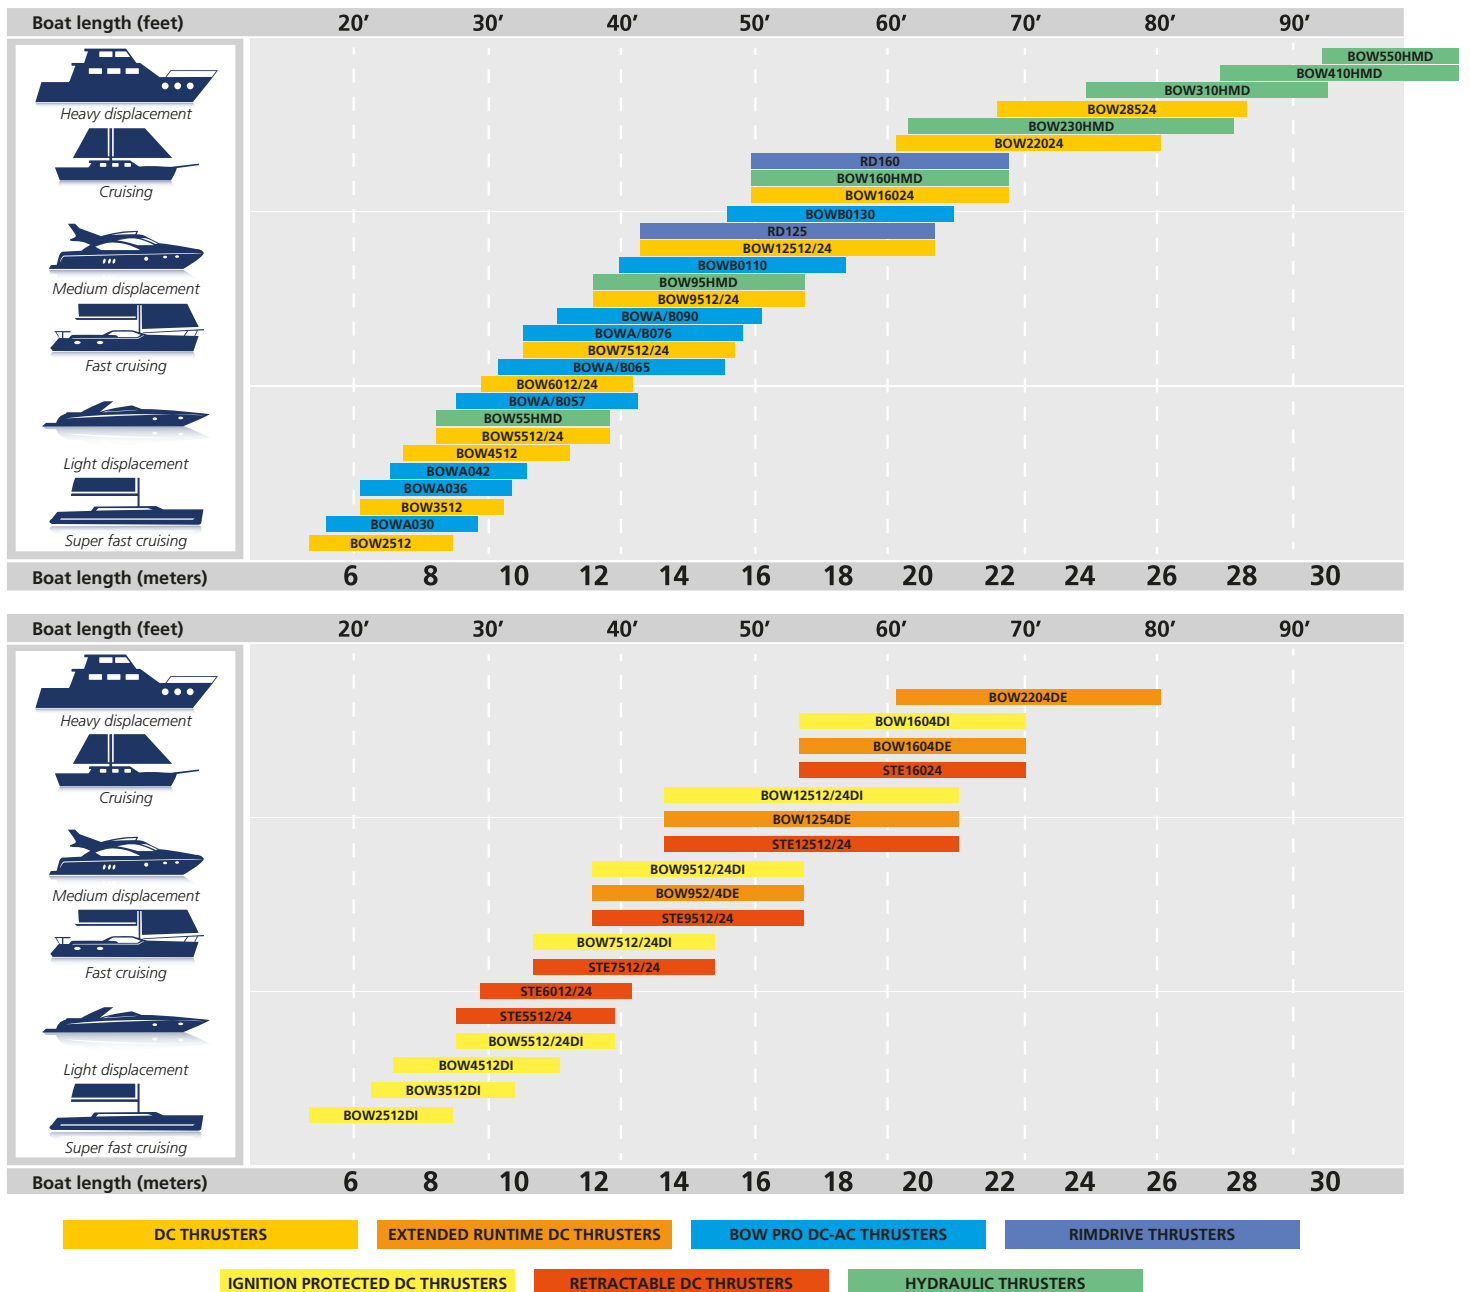 Boat length (feet) 20’ 30’ 40’ 50’ 60’ 70’ 80’ 90’
BOW550HMD
BOW410HMD
BOW310HMD
Heavy displacement
BOW28524
BOW230HMD
BOW22024
RD160
BOW160HMD
Cruising
BOW16024
BOWB0130
RD125
BOW12512/24
BOWB0110
BOW95HMD
Medium displacement
BOW9512/24
BOWA/B090
BOWA/B076
BOW7512/24
Fast cruising
BOWA/B065
BOW6012/24
BOWA/B057
BOW55HMD
BOW5512/24
BOW4512
Light displacement
BOWA042
BOWA036
BOW3512
BOWA030
Super fast cruising
BOW2512
Boat length (meters) 6 8 10 12 14 16 18 20 22 24 26 28 30
Boat length (feet) 20’ 30’ 40’ 50’ 60’ 70’ 80’ 90’
BOW2204DE
Heavy displacement
BOW1604DI
BOW1604DE
STE16024
Cruising
BOW12512/24DI
BOW1254DE
STE12512/24
BOW9512/24DI
Medium displacement
BOW952/4DE
STE9512/24
BOW7512/24DI
STE7512/24
Fast cruising
STE6012/24
STE5512/24
BOW5512/24DI
BOW4512DI
Light displacement
BOW3512DI
BOW2512DI
Super fast cruising
Boat length (meters) 6 8 10 12 14 16 18 20 22 24 26 28 30
DC THRUSTERS EXTENDED RUNTIME DC THRUSTERS BOW PRO DC-AC THRUSTERS RIMDRIVE THRUSTERS
IGNITION PROTECTED DC THRUSTERS RETRACTABLE DC THRUSTERS HYDRAULIC THRUSTERS